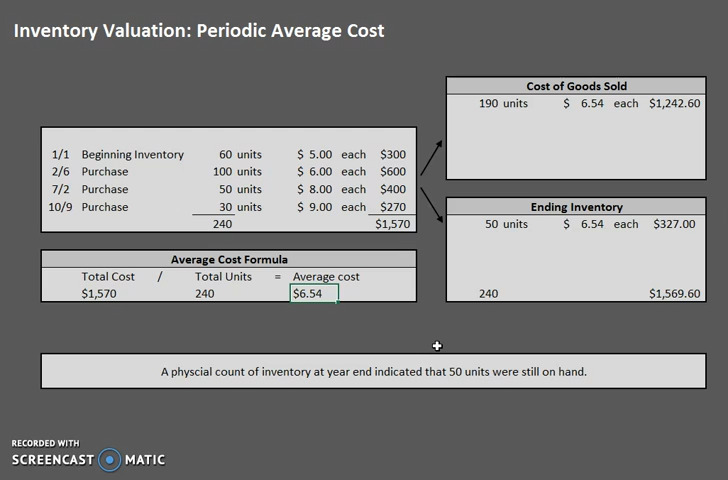 Inventory Valuation: Periodic Average Cost
Cost of Goods Sold
190 units $ 6.54 each $1,242.60
1/1 Beginning Inventory 60 units $ 5.00 each $300
2/6 Purchase 100 units $ 6.00 each $600
7/2 Purchase 50 units $ 8.00 each $400
10/9 Purchase 30 units $ 9.00 each $270
240 $1,570
Ending Inventory
50 units $ 6.54 each $327.00
240 $1,569.60
Average Cost Formula
Total Cost / Total Units = Average cost
$1,570 240 $6.54
A physcial count of inventory at year end indicated that 50 units were still on hand.
RECORDED WITH
SCREENCAST MATIC